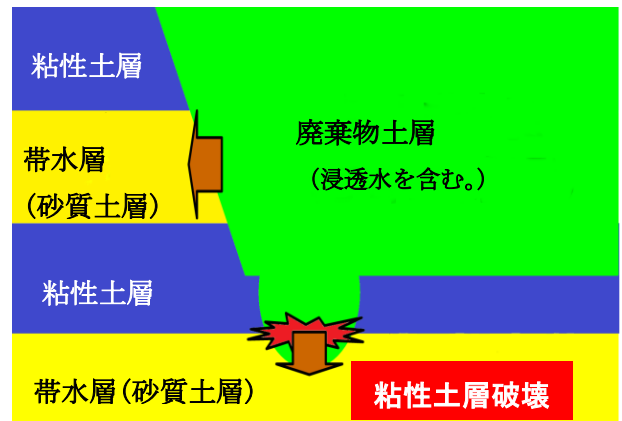 粘性土層
廃棄物土層
(浸透水を含む。)
帯水層
(砂質土層)
粘性土層
帯水層(砂質土層)
粘性土層破壊